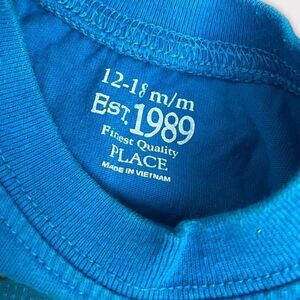 12-18 m/m
EST. 1989
Finest Quality
PLACE
MADE IN VIETNAM